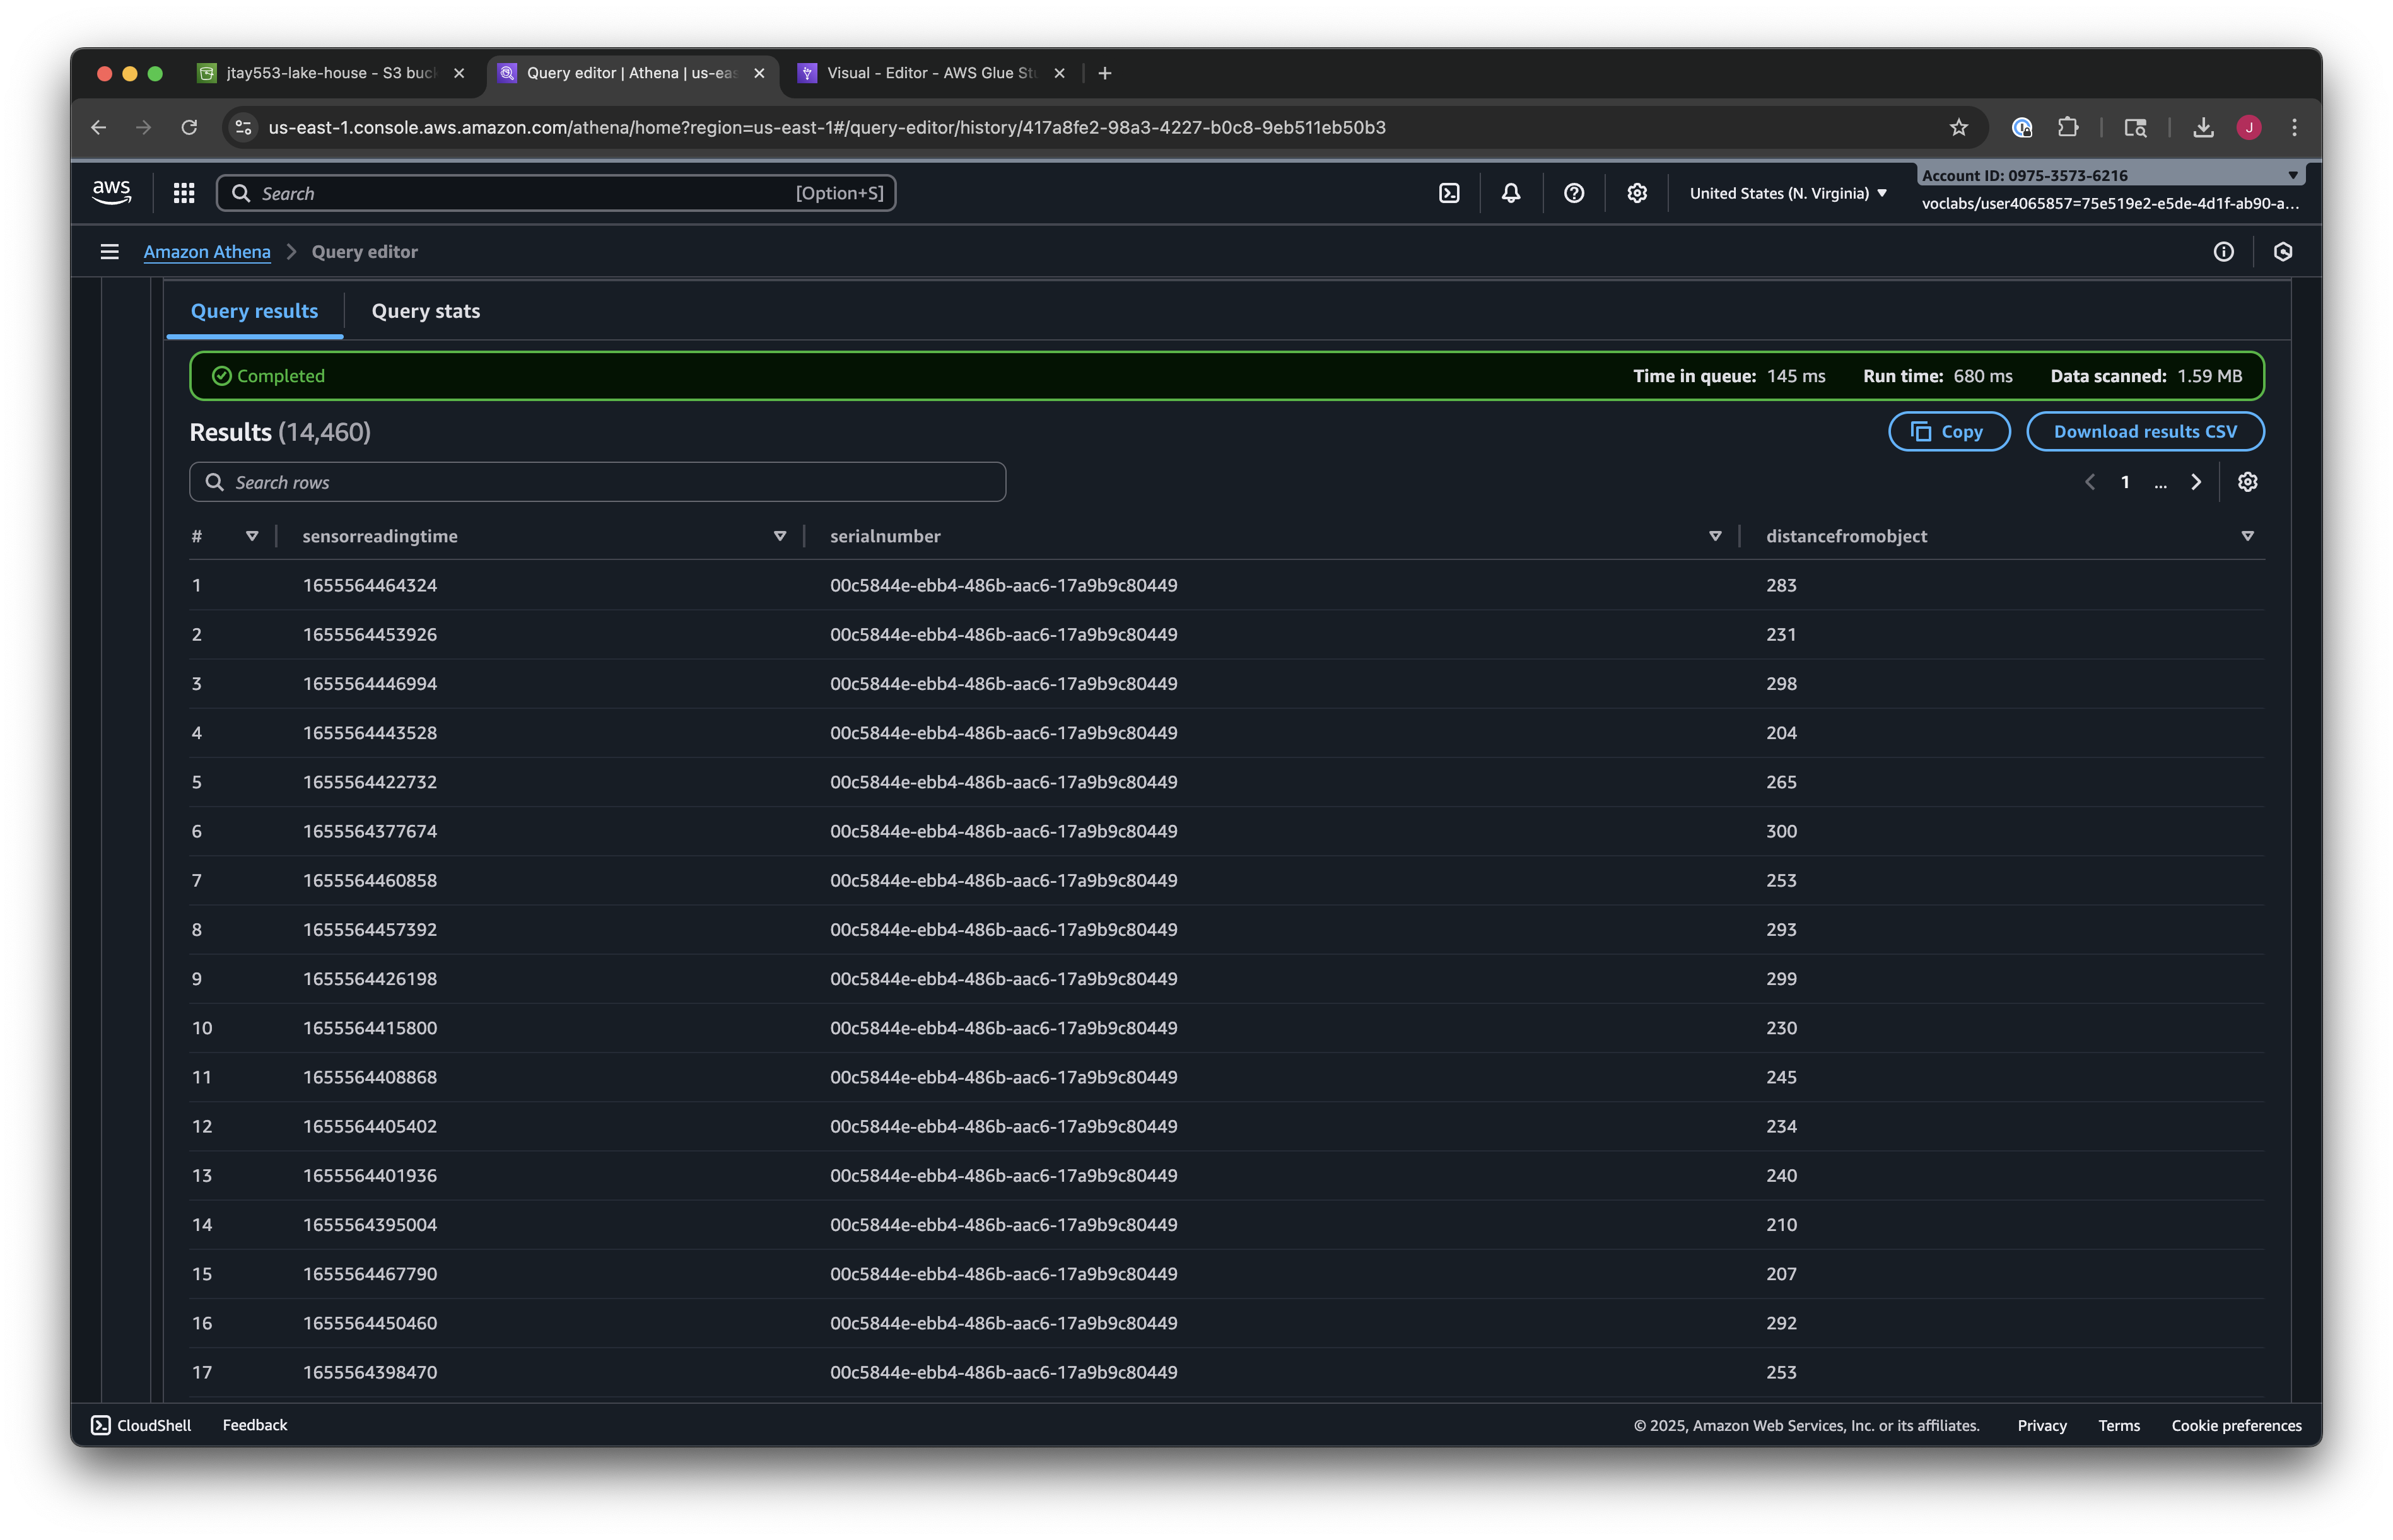 jtay553-lake-house - S3 buck
Query editor | Athena | us-eas
Visual - Editor - AWS Glue Stu
us-east-1.console.aws.amazon.com/athena/home?region=us-east-1#/query-editor/history/417a8fe2-98a3-4227-b0c8-9eb511eb50b3
J
aws
Search
[Option+S]
United States (N. Virginia)
Account ID: 0975-3573-6216
voclabs/user4065857=75e519e2-e5de-4d1f-ab90-a...
Amazon Athena
Query editor
Query results
Query stats
Completed
Time in queue: 145 ms
Run time: 680 ms
Data scanned: 1.59 MB
Results (14,460)
Copy
Download results CSV
Search rows
1
...
# sensorreadingtime serialnumber distancefromobject
1 1655564464324 00c5844e-ebb4-486b-aac6-17a9b9c80449 283
2 1655564453926 00c5844e-ebb4-486b-aac6-17a9b9c80449 231
3 1655564446994 00c5844e-ebb4-486b-aac6-17a9b9c80449 298
4 1655564443528 00c5844e-ebb4-486b-aac6-17a9b9c80449 204
5 1655564422732 00c5844e-ebb4-486b-aac6-17a9b9c80449 265
6 1655564377674 00c5844e-ebb4-486b-aac6-17a9b9c80449 300
7 1655564460858 00c5844e-ebb4-486b-aac6-17a9b9c80449 253
8 1655564457392 00c5844e-ebb4-486b-aac6-17a9b9c80449 293
9 1655564426198 00c5844e-ebb4-486b-aac6-17a9b9c80449 299
10 1655564415800 00c5844e-ebb4-486b-aac6-17a9b9c80449 230
11 1655564408868 00c5844e-ebb4-486b-aac6-17a9b9c80449 245
12 1655564405402 00c5844e-ebb4-486b-aac6-17a9b9c80449 234
13 1655564401936 00c5844e-ebb4-486b-aac6-17a9b9c80449 240
14 1655564395004 00c5844e-ebb4-486b-aac6-17a9b9c80449 210
15 1655564467790 00c5844e-ebb4-486b-aac6-17a9b9c80449 207
16 1655564450460 00c5844e-ebb4-486b-aac6-17a9b9c80449 292
17 1655564398470 00c5844e-ebb4-486b-aac6-17a9b9c80449 253
CloudShell
Feedback
© 2025, Amazon Web Services, Inc. or its affiliates.
Privacy
Terms
Cookie preferences